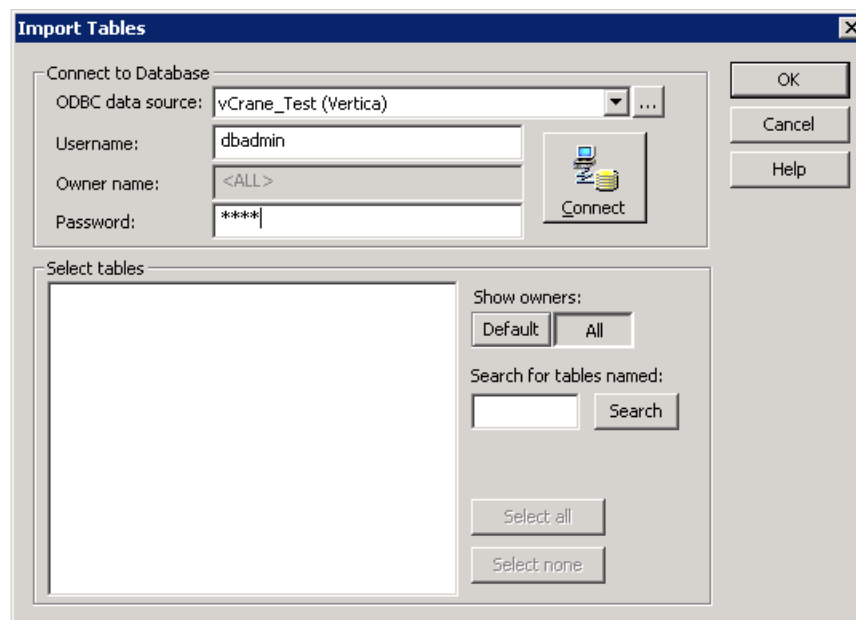 Import Tables
Connect to Database
ODBC data source: vCrane_Test (Vertica) ...
Username: dbadmin
Owner name: <ALL>
Password: ****
Connect
OK
Cancel
Help
Select tables
Show owners:
Default All
Search for tables named:
Search
Select all
Select none